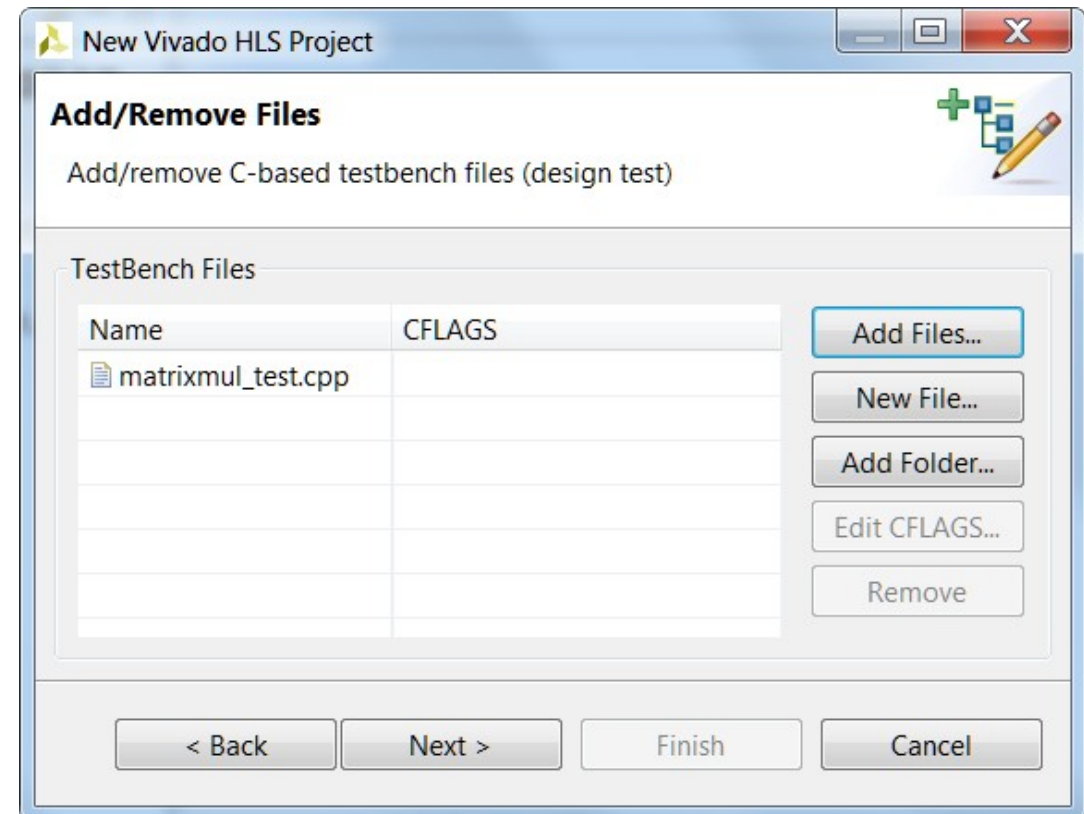 New Vivado HLS Project
Add/Remove Files
Add/remove C-based testbench files (design test)
TestBench Files
Name CFLAGS
Add Files...
matrixmul_test.cpp
New File...
Add Folder...
Edit CFLAGS...
Remove
< Back Next > Finish Cancel